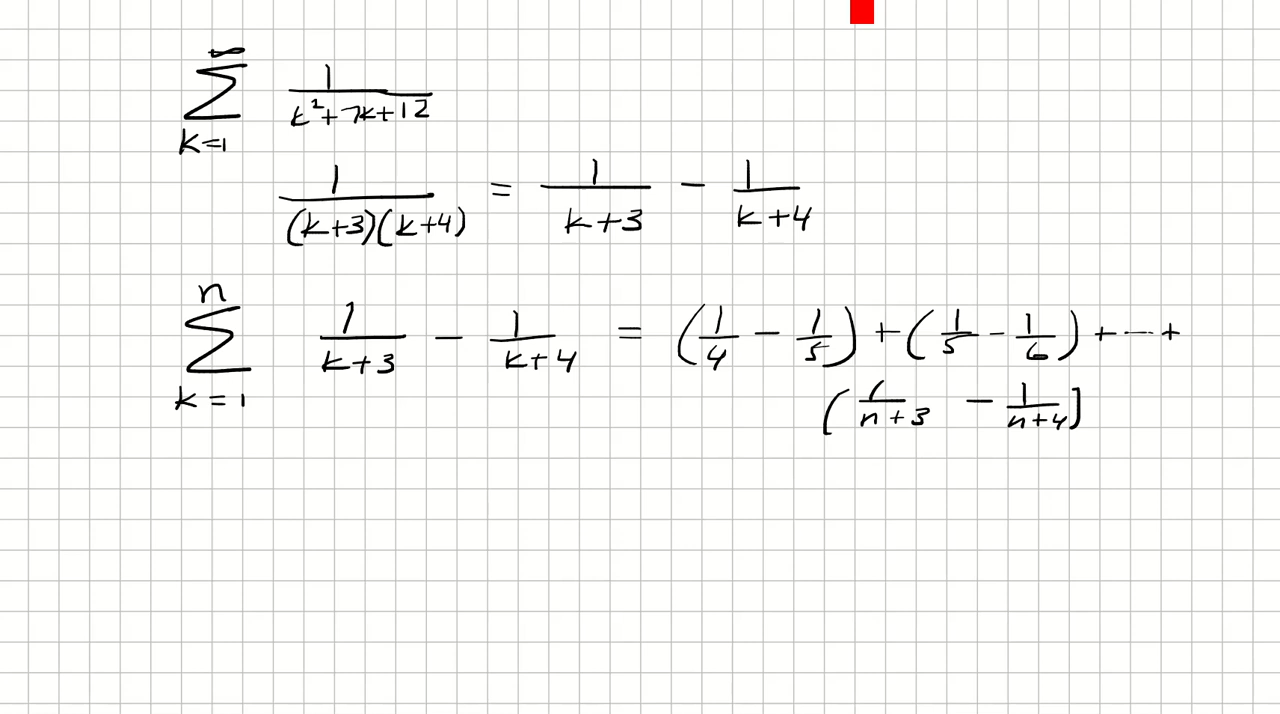 ∑_{k=1}^{∞} 1/(k²+7k+12)
1/((k+3)(k+4)) = 1/(k+3) − 1/(k+4)
∑_{k=1}^{n} 1/(k+3) − 1/(k+4) = (1/4 − 1/5) + (1/5 − 1/6) + ⋯ +
(1/(n+3) − 1/(n+4)]